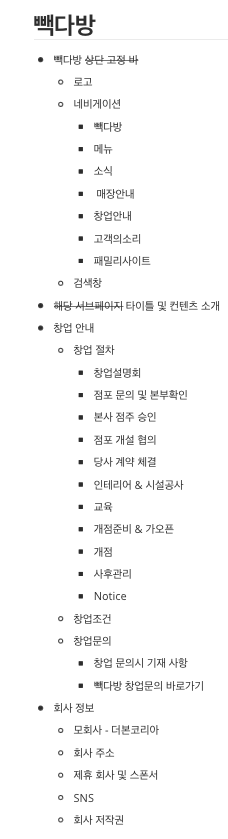 빽다방
빽다방 상단 고정 바
로고
네비게이션
빽다방
메뉴
소식
매장안내
창업안내
고객의소리
패밀리사이트
검색창
해당 서브페이지 타이틀 및 컨텐츠 소개
창업 안내
창업 절차
창업설명회
점포 문의 및 본부확인
본사 점주 승인
점포 개설 협의
당사 계약 체결
인테리어 & 시설공사
교육
개점준비 & 가오픈
개점
사후관리
Notice
창업조건
창업문의
창업 문의시 기재 사항
빽다방 창업문의 바로가기
회사 정보
모회사 - 더본코리아
회사 주소
제휴 회사 및 스폰서
SNS
회사 저작권